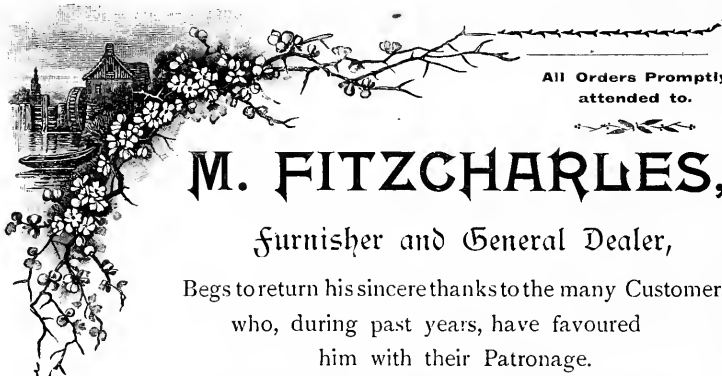 All Orders Promptly
attended to.
M. FITZCHARLES,
Furnisher and General Dealer,
Begs to return his sincere thanks to the many Customer
who, during past years, have favoured
him with their Patronage.